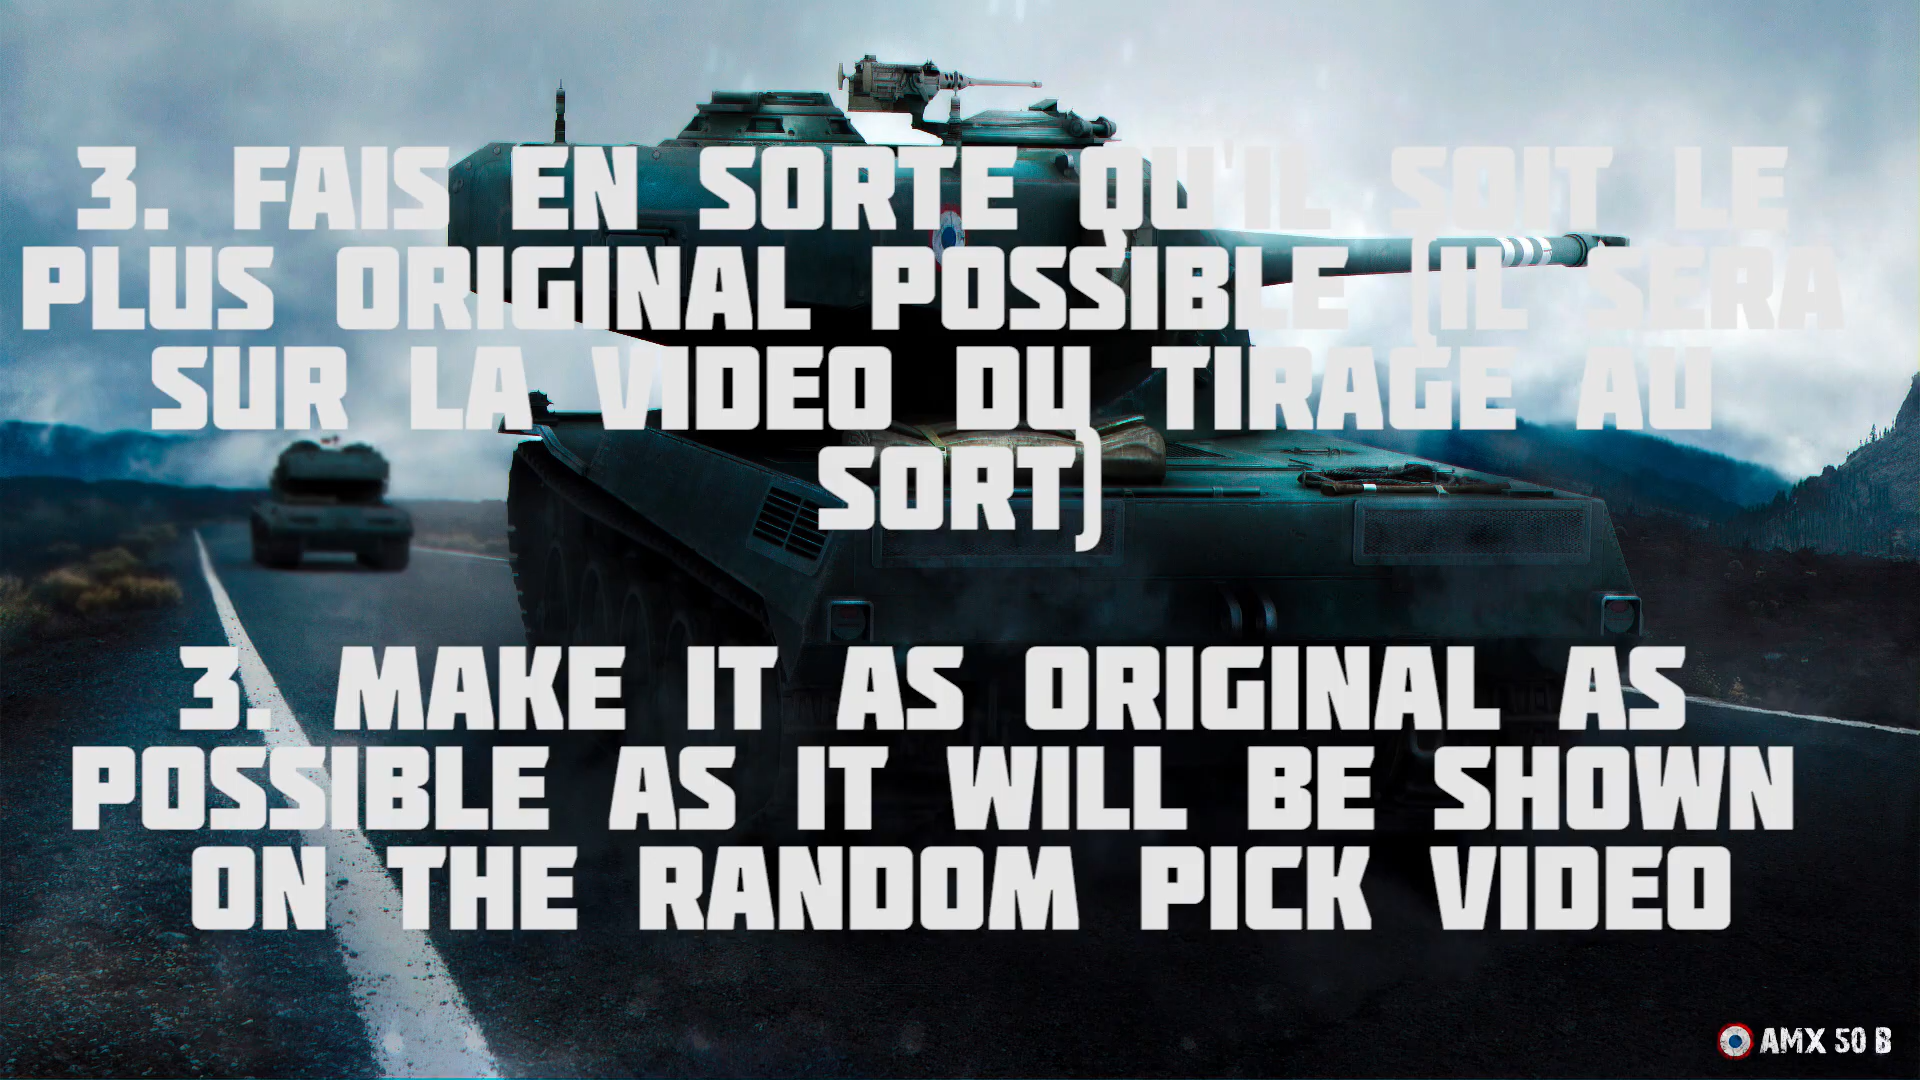 3. FAIS EN SORTE QU'IL SOIT LE
PLUS ORIGINAL POSSIBLE (IL SERA
SUR LA VIDEO DU TIRAGE AU
SORT)
3. MAKE IT AS ORIGINAL AS
POSSIBLE AS IT WILL BE SHOWN
ON THE RANDOM PICK VIDEO
AMX 50 B